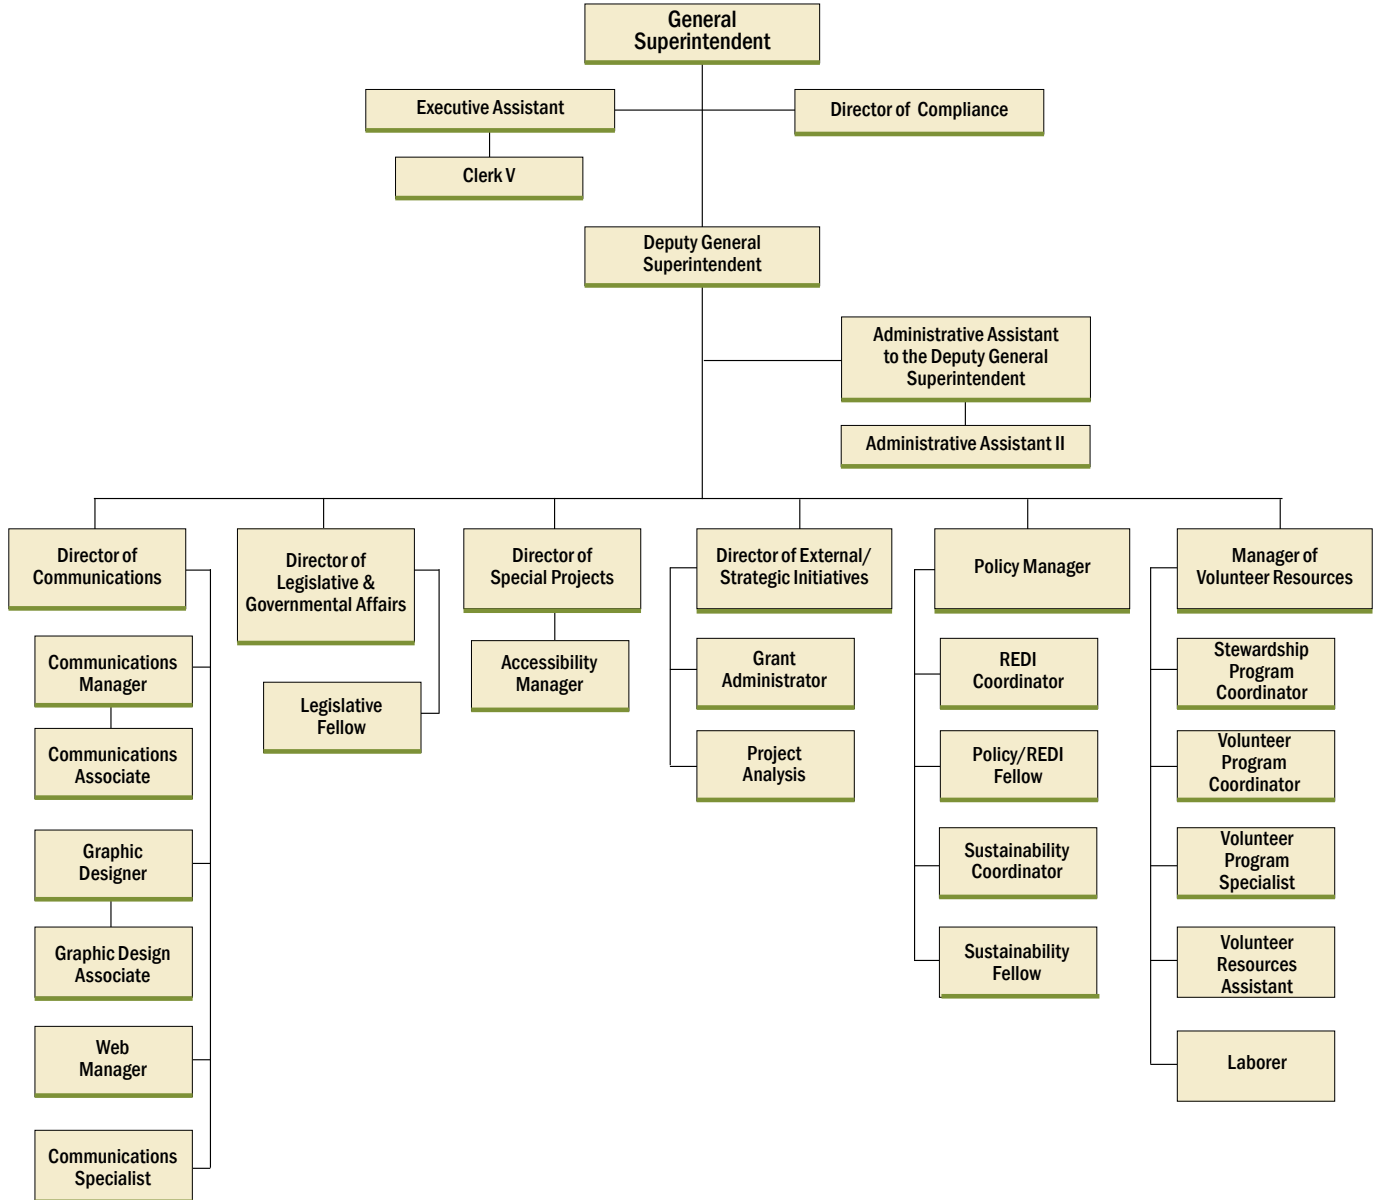 General
Superintendent
Executive Assistant
Director of Compliance
Clerk V
Deputy General
Superintendent
Administrative Assistant
to the Deputy General
Superintendent
Administrative Assistant II
Director of
Communications
Communications
Manager
Communications
Associate
Graphic
Designer
Graphic Design
Associate
Web
Manager
Communications
Specialist
Director of
Legislative &
Governmental Affairs
Legislative
Fellow
Director of
Special Projects
Accessibility
Manager
Director of External/
Strategic Initiatives
Grant
Administrator
Project
Analysis
Policy Manager
REDI
Coordinator
Policy/REDI
Fellow
Sustainability
Coordinator
Sustainability
Fellow
Manager of
Volunteer Resources
Stewardship
Program
Coordinator
Volunteer
Program
Coordinator
Volunteer
Program
Specialist
Volunteer
Resources
Assistant
Laborer